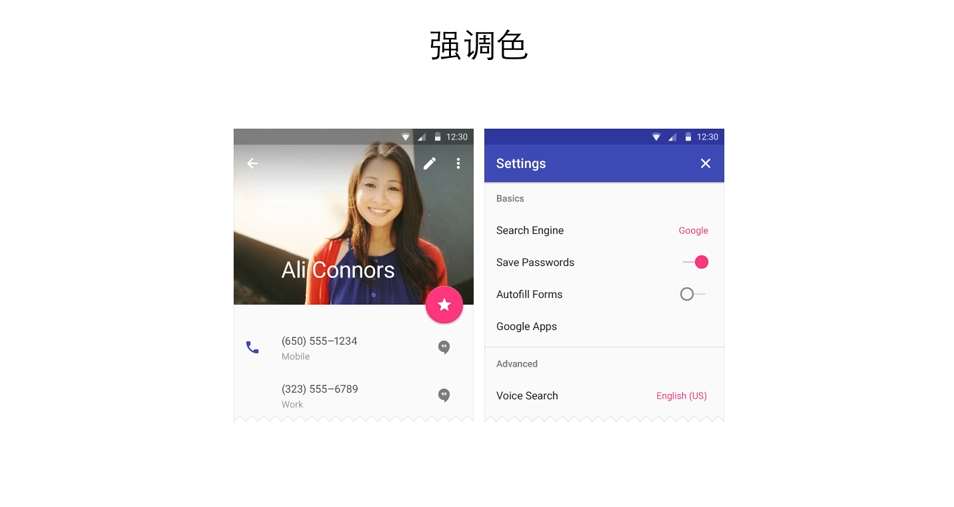 强调色
12:30
Ali Connors
(650) 555-1234
Mobile
(323) 555-6789
Work
12:30
Settings
Basics
Search Engine Google
Save Passwords
Autofill Forms
Google Apps
Advanced
Voice Search English (US)